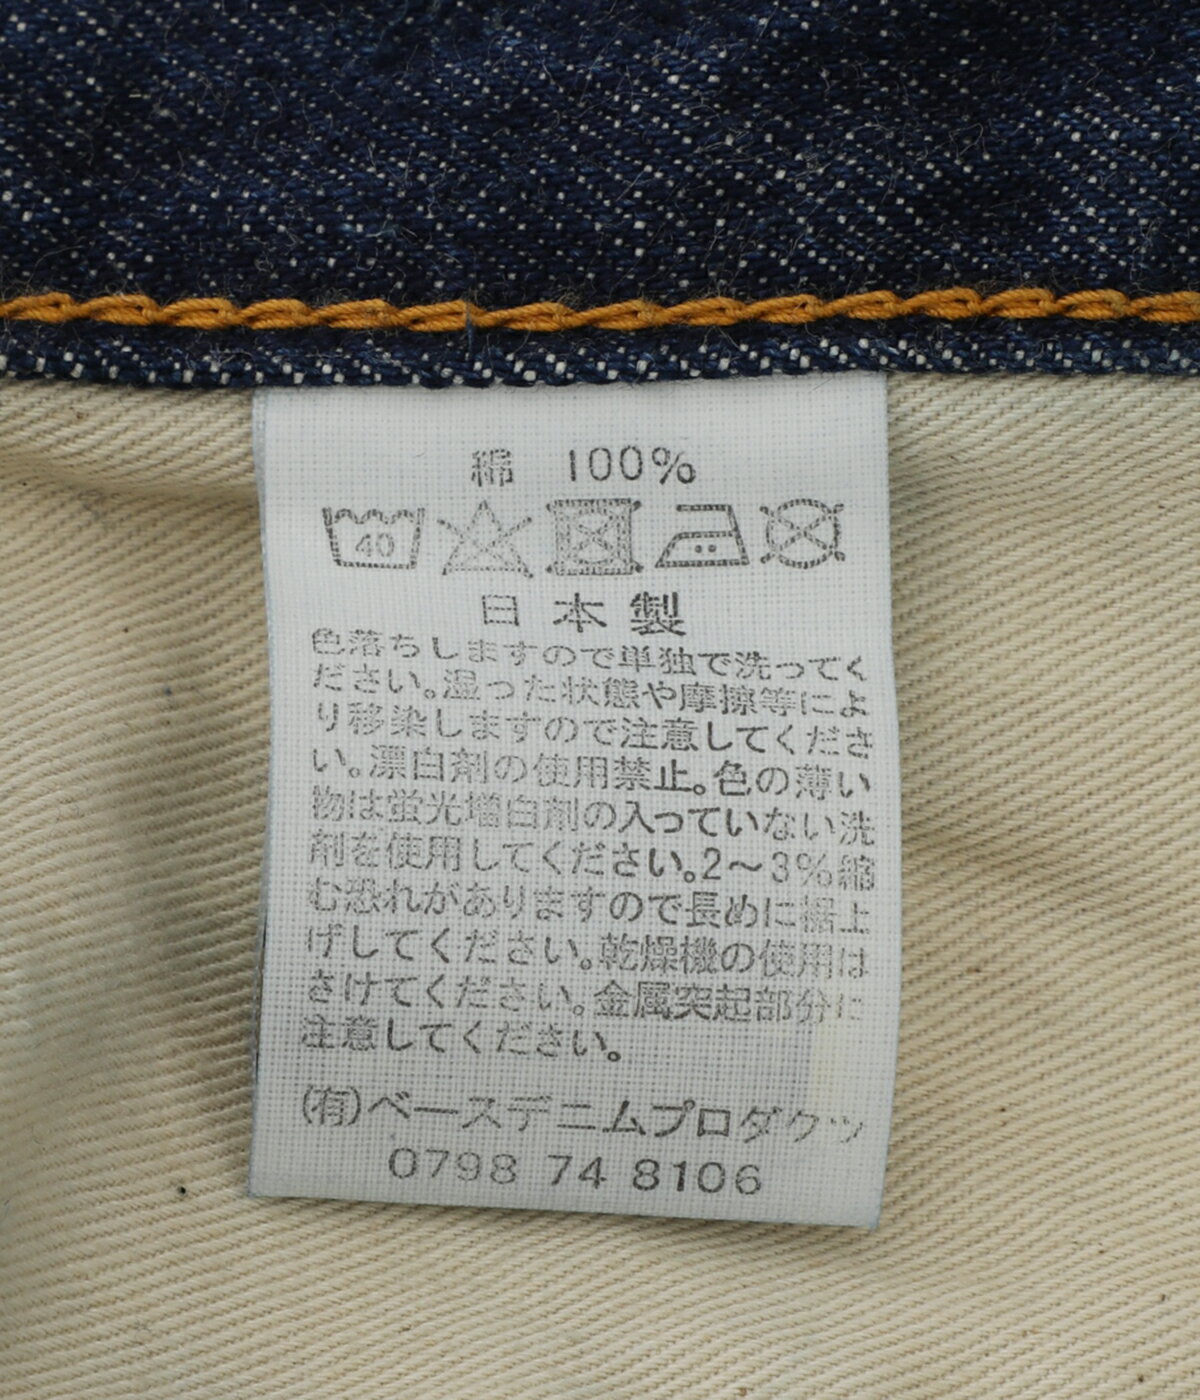 綿 100%
40
日本製
色落ちしますので単独で洗ってく
ださい。湿った状態や摩擦等によ
り移染しますので注意してくださ
い。漂白剤の使用禁止。色の薄い
物は蛍光増白剤の入っていない洗
剤を使用してください。2〜3%縮
む恐れがありますので長めに裾上
げしてください。乾燥機の使用は
さけてください。金属突起部分に
注意してください。
(有)ベースデニムプロダクツ
0798 74 8106